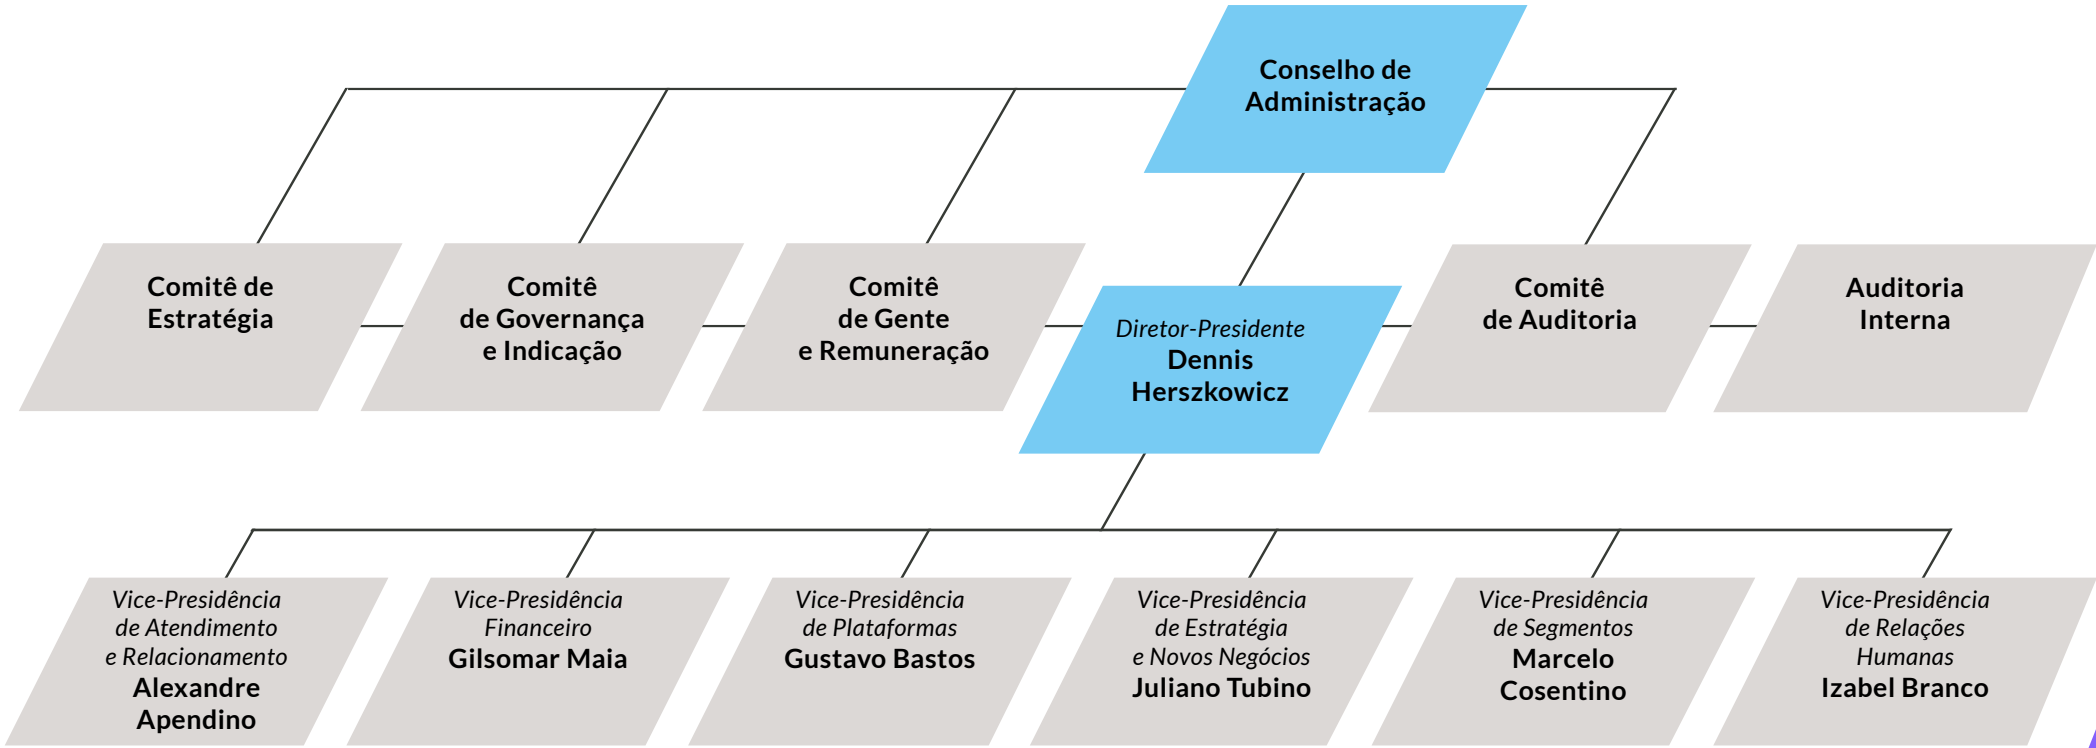 Conselho de
Administração
Comitê de
Estratégia
Comitê
de Governança
e Indicação
Comitê
de Gente
e Remuneração
Diretor-Presidente
Dennis
Herszkowicz
Comitê
de Auditoria
Auditoria
Interna
Vice-Presidência
de Atendimento
e Relacionamento
Alexandre
Apendino
Vice-Presidência
Financeiro
Gilsomar Maia
Vice-Presidência
de Plataformas
Gustavo Bastos
Vice-Presidência
de Estratégia
e Novos Negócios
Juliano Tubino
Vice-Presidência
de Segmentos
Marcelo
Cosentino
Vice-Presidência
de Relações
Humanas
Izabel Branco